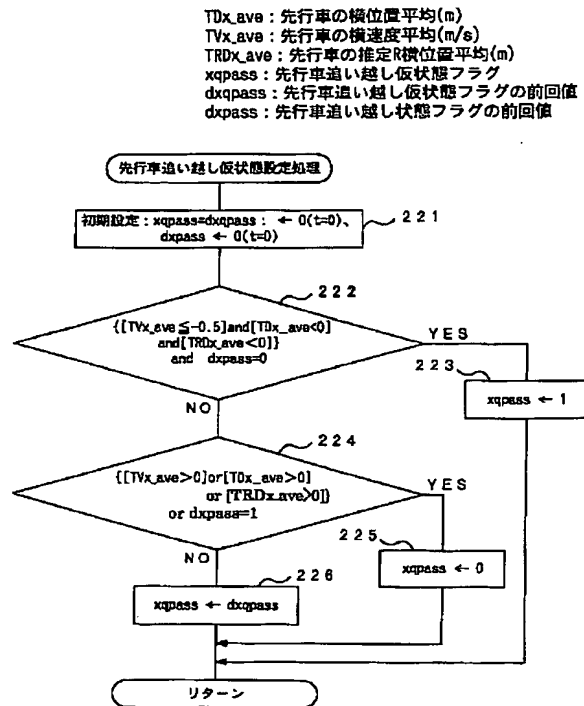 TDx_ave：先行車の横位置平均(m)
TVx_ave：先行車の横速度平均(m/s)
TRDx_ave：先行車の推定R横位置平均(m)
xqpass：先行車追い越し仮状態フラグ
dxqpass：先行車追い越し仮状態フラグの前回値
dxpass：先行車追い越し状態フラグの前回値
先行車追い越し仮状態設定処理
初期設定：xqpass=dxqpass： ← 0(t=0)、
dxpass ← 0(t=0)
221
222
{[TVx_ave≦-0.5]and[TDx_ave<0]
and[TRDx_ave<0]}
and dxpass=0
YES
223
xqpass ← 1
NO
224
{[TVx_ave>0]or[TDx_ave>0]
or [TRDx_ave>0]}
or dxpass=1
YES
225
xqpass ← 0
NO
226
xqpass ← dxqpass
リターン